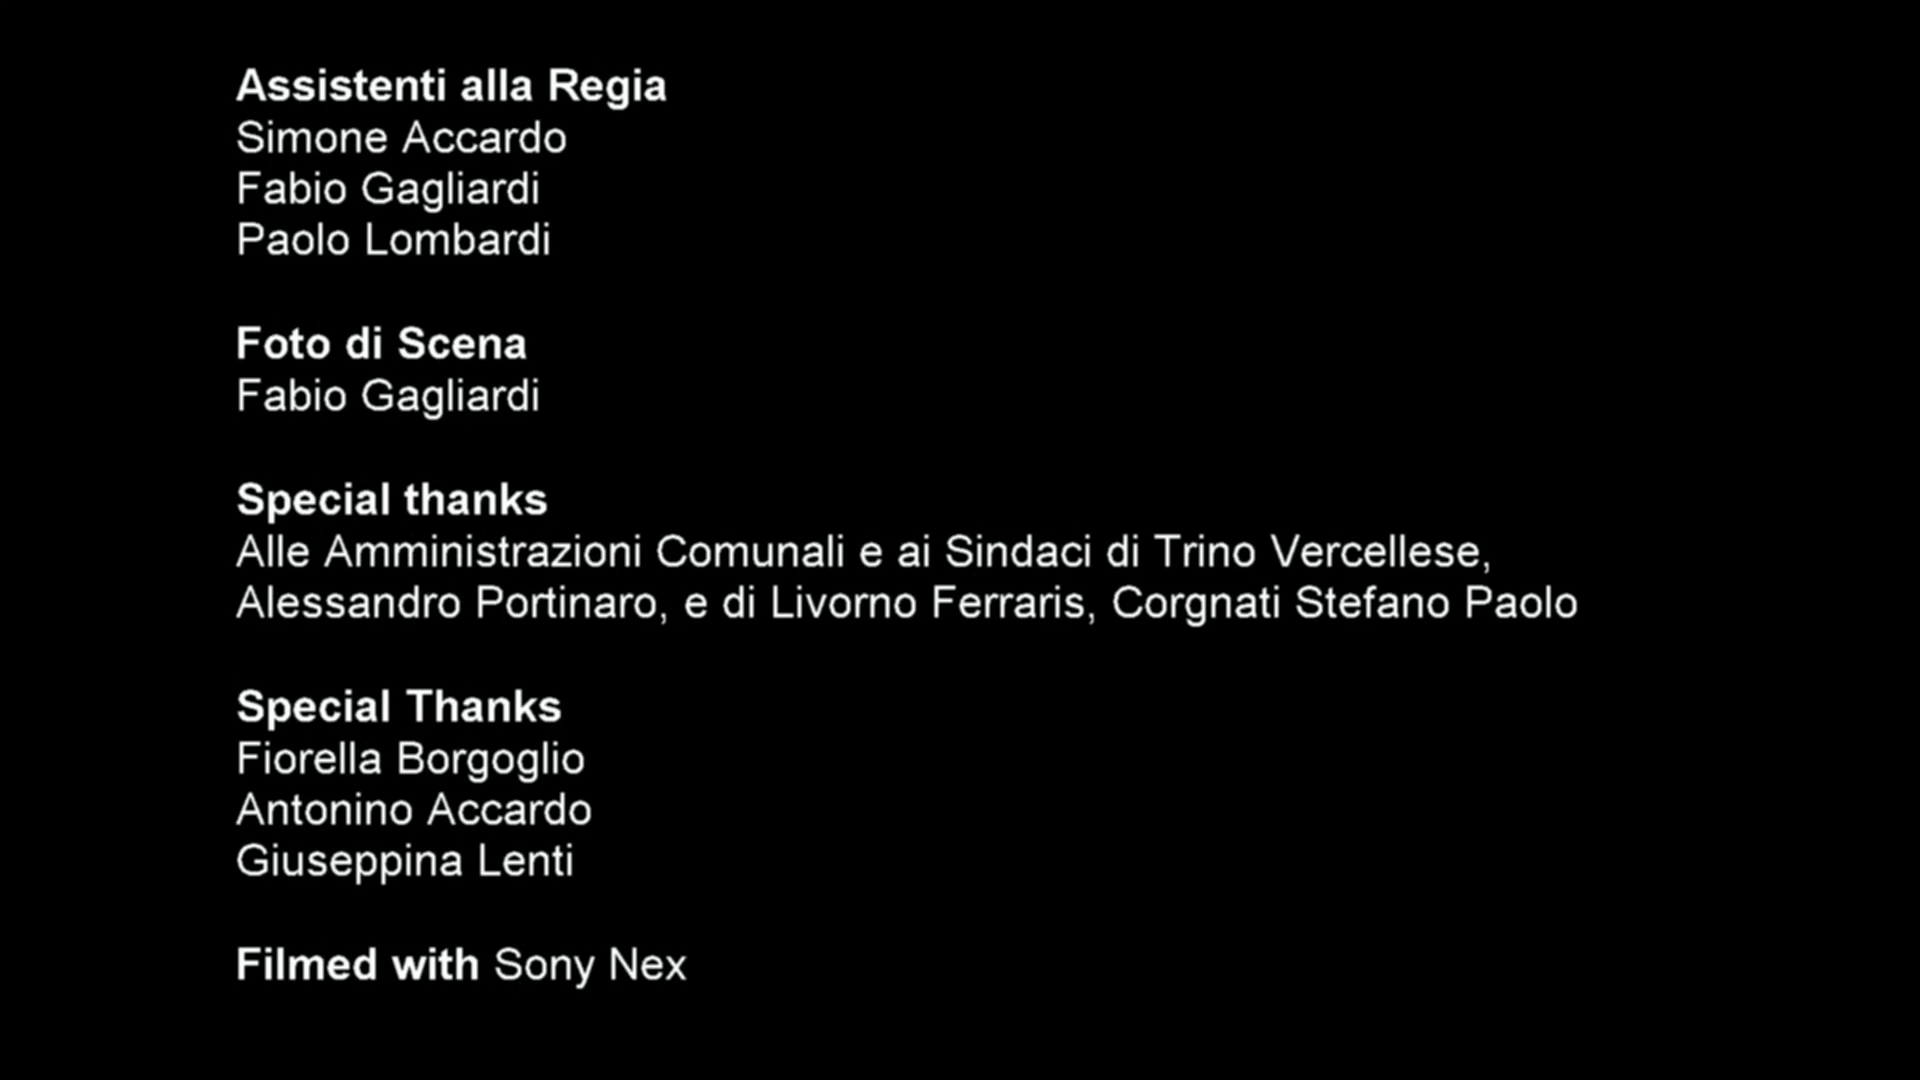 Assistenti alla Regia
Simone Accardo
Fabio Gagliardi
Paolo Lombardi
Foto di Scena
Fabio Gagliardi
Special thanks
Alle Amministrazioni Comunali e ai Sindaci di Trino Vercellese,
Alessandro Portinaro, e di Livorno Ferraris, Corgnati Stefano Paolo
Special Thanks
Fiorella Borgoglio
Antonino Accardo
Giuseppina Lenti
Filmed with Sony Nex